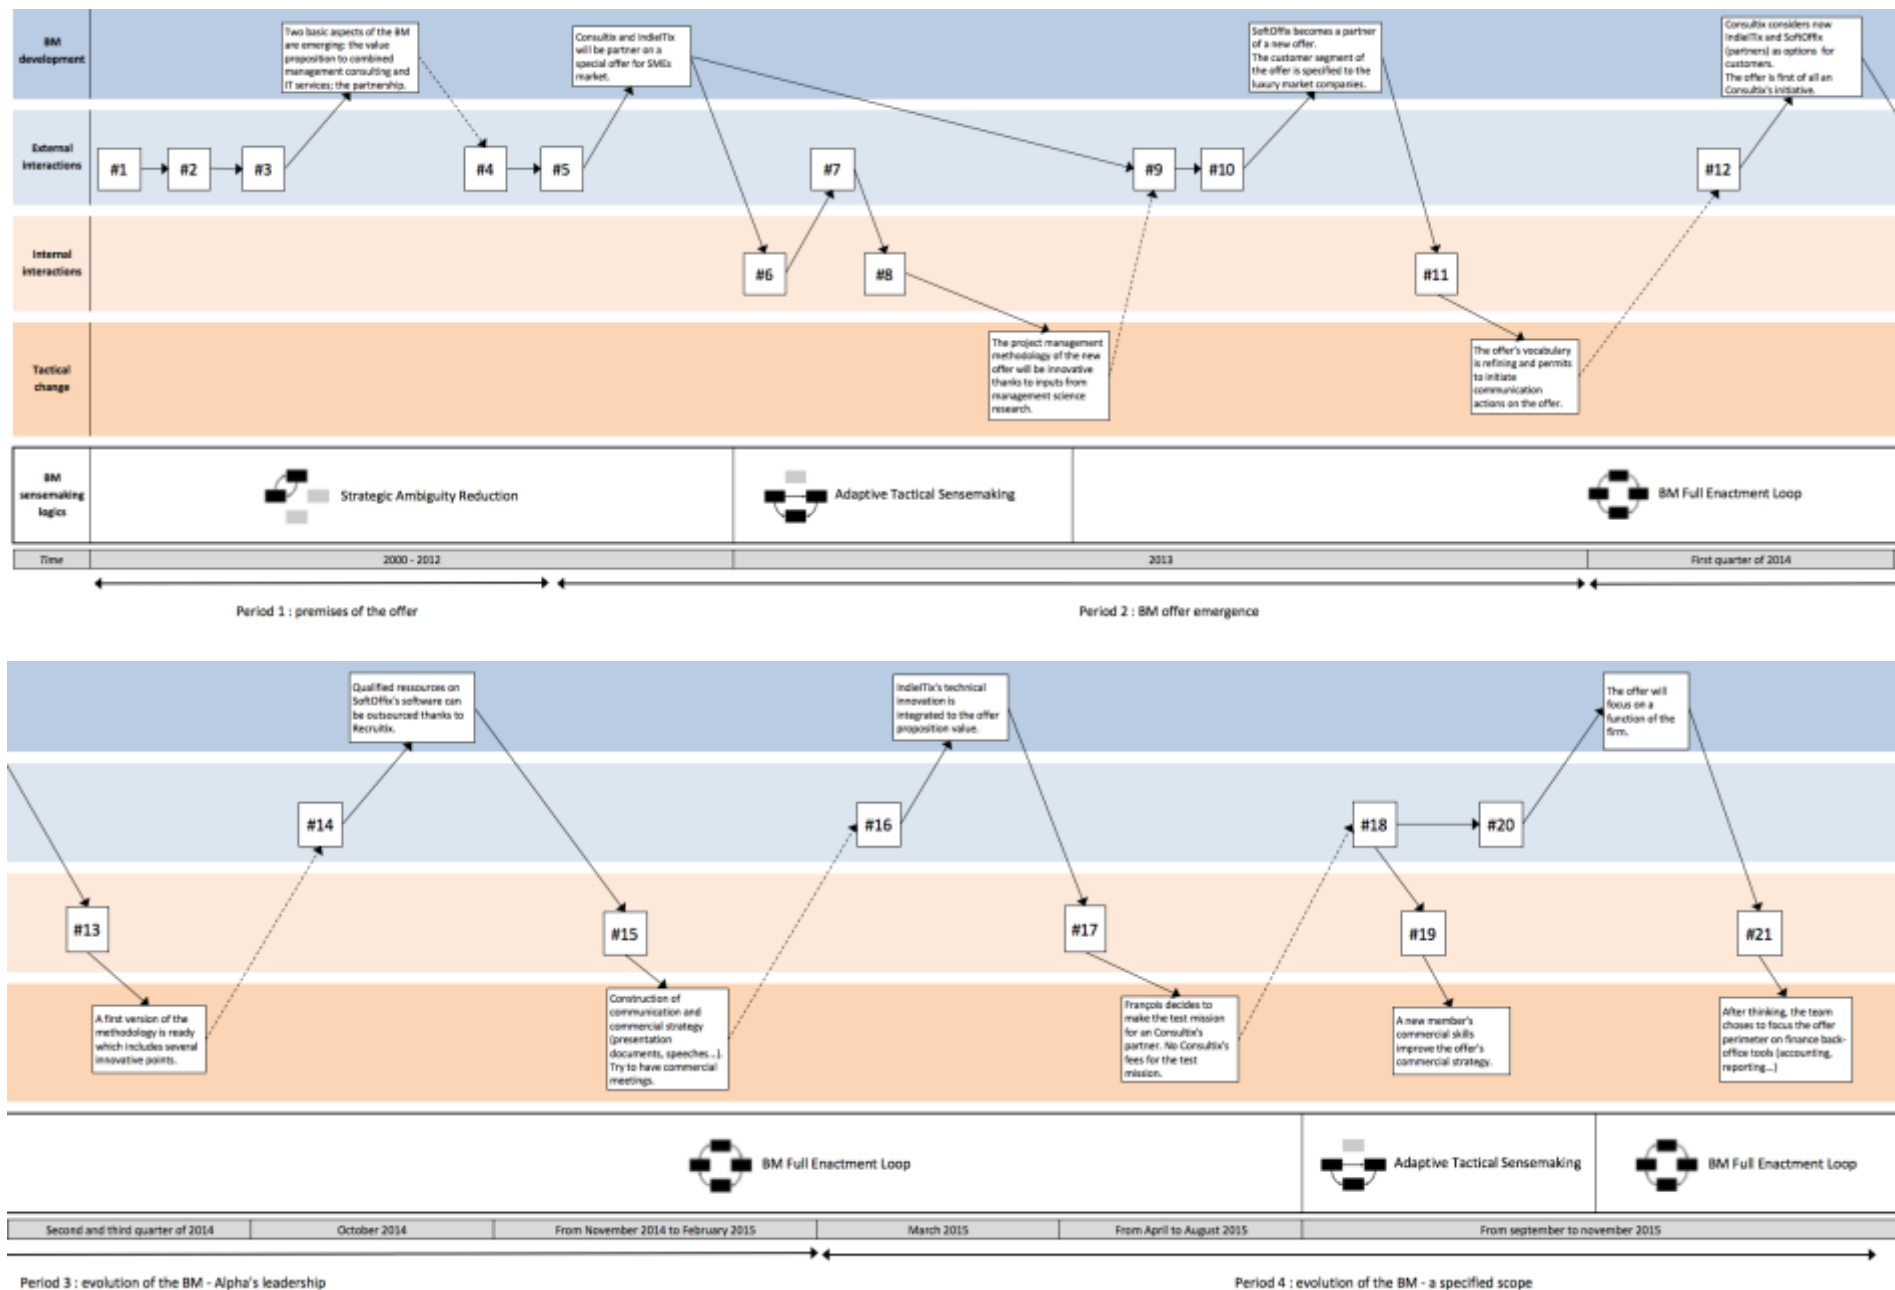 BM
development
Two basic aspects of the BM
are emerging: the value
proposition to combined
management consulting and
IT services; the partnership.
Consultix and IndieITix
will be partner on a
special offer for SMEs
market.
SoftOffix becomes a partner
of a new offer.
The customer segment of
the offer is specified to the
luxury market companies.
Consultix considers now
IndieITix and SoftOffix
(partners) as options for
customers.
The offer is first of all an
Consultix's initiative.
External
interactions
#1
#2
#3
#4
#5
#7
#9
#10
#12
Internal
interactions
#6
#8
#11
Tactical
change
The project management
methodology of the new
offer will be innovative
thanks to inputs from
management science
research.
The offer's vocabulary
is refining and permits
to initiate
communication
actions on the offer.
BM
sensemaking
logics
Strategic Ambiguity Reduction
Adaptive Tactical Sensemaking
BM Full Enactment Loop
Time
2000 - 2012
2013
First quarter of 2014
Period 1 : premises of the offer
Period 2 : BM offer emergence
Qualified ressources on
SoftOffix's software can
be outsourced thanks to
Recruitix.
IndieITix's technical
innovation is
integrated to the offer
proposition value.
The offer will
focus on a
function of the
firm.
#14
#16
#18
#20
#13
#15
#17
#19
#21
A first version of the
methodology is ready
which includes several
innovative points.
Construction of
communication and
commercial strategy
(presentation
documents, speeches...).
Try to have commercial
meetings.
François decides to
make the test mission
for an Consultix's
partner. No Consultix's
fees for the test
mission.
A new member's
commercial skills
improve the offer's
commercial strategy.
After thinking, the team
choses to focus the offer
perimeter on finance back-
office tools (accounting,
reporting...)
BM Full Enactment Loop
Adaptive Tactical Sensemaking
BM Full Enactment Loop
Second and third quarter of 2014
October 2014
From November 2014 to February 2015
March 2015
From April to August 2015
From september to november 2015
Period 3 : evolution of the BM - Alpha's leadership
Period 4 : evolution of the BM - a specified scope